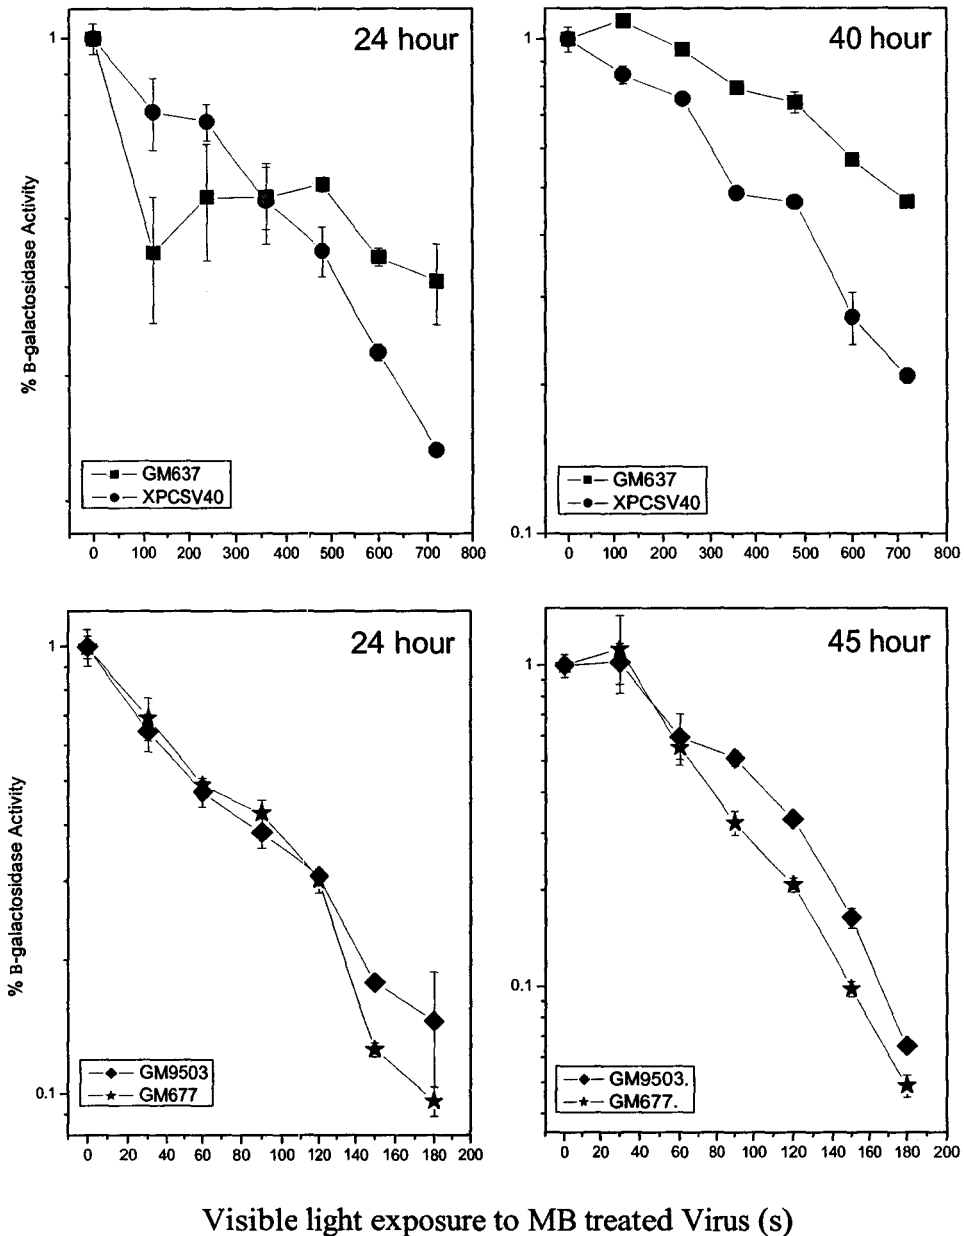 24 hour
1
% B-galactosidase Activity
GM637
XPCSV40
0 100 200 300 400 500 600 700 800
40 hour
1
GM637
XPCSV40
0.1
0 100 200 300 400 500 600 700 800
24 hour
1
% B-galactosidase Activity
GM9503
GM677
0.1
0 20 40 60 80 100 120 140 160 180 200
45 hour
1
0.1
GM9503.
GM677.
0 20 40 60 80 100 120 140 160 180 200
Visible light exposure to MB treated Virus (s)